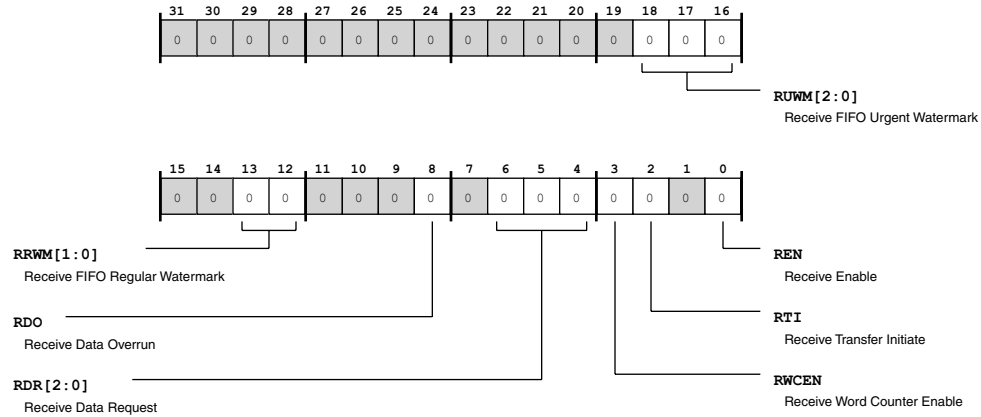 31 30 29 28 27 26 25 24 23 22 21 20 19 18 17 16
0 0 0 0 0 0 0 0 0 0 0 0 0 0 0 0
RUWM[2:0]
Receive FIFO Urgent Watermark
15 14 13 12 11 10 9 8 7 6 5 4 3 2 1 0
0 0 0 0 0 0 0 0 0 0 0 0 0 0 0 0
RRWM[1:0]
Receive FIFO Regular Watermark
REN
Receive Enable
RDO
Receive Data Overrun
RTI
Receive Transfer Initiate
RDR[2:0]
Receive Data Request
RWCEN
Receive Word Counter Enable